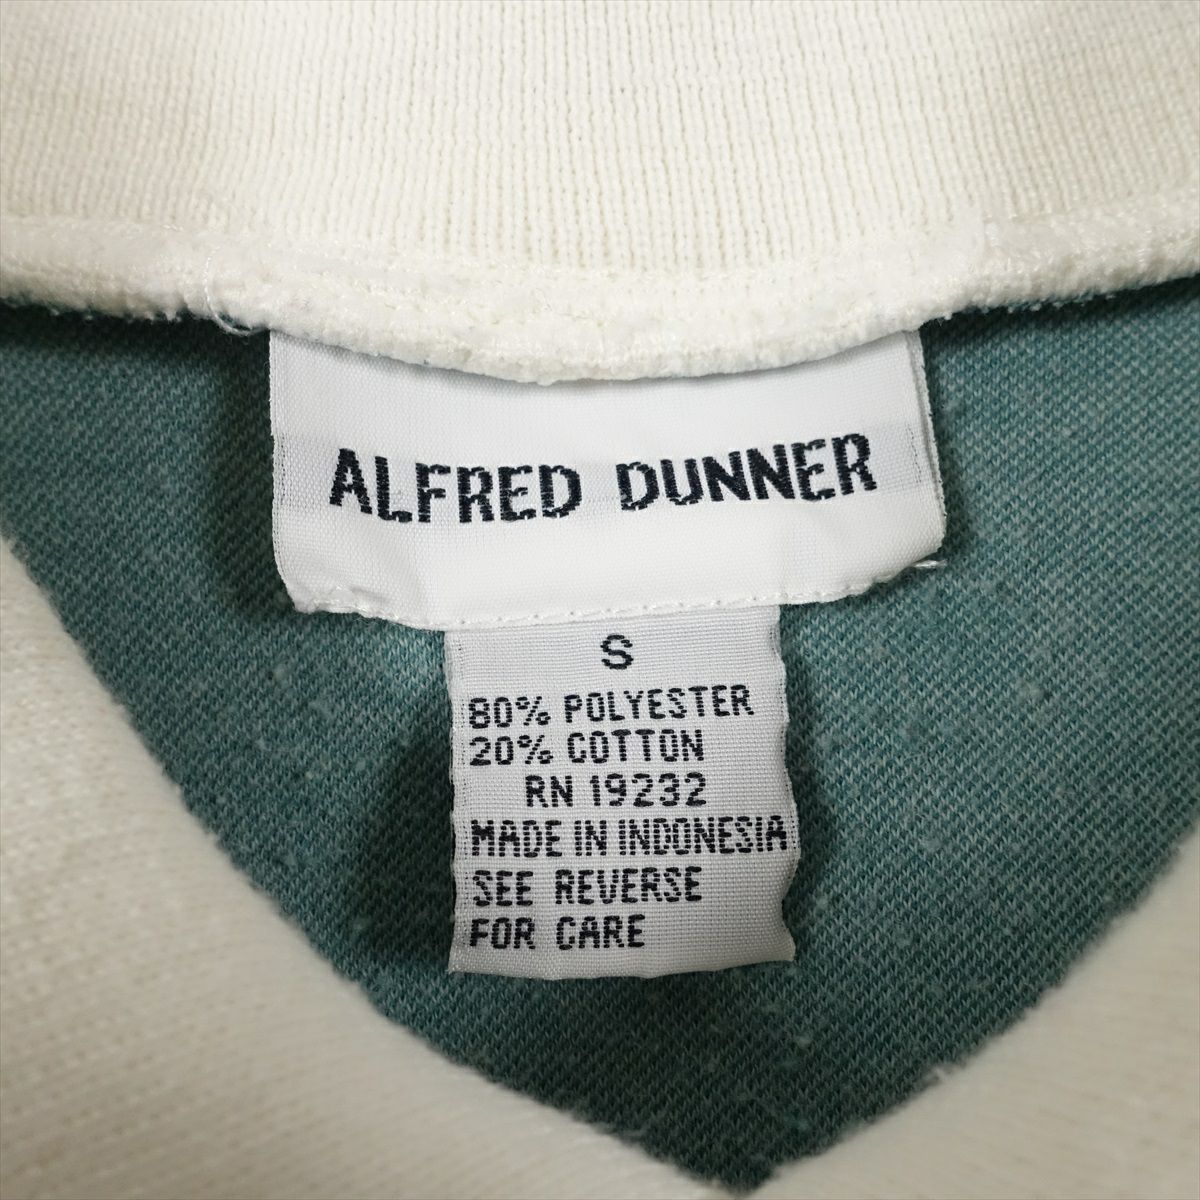 ALFRED DUNNER
S
80% POLYESTER
20% COTTON
RN 19232
MADE IN INDONESIA
SEE REVERSE
FOR CARE